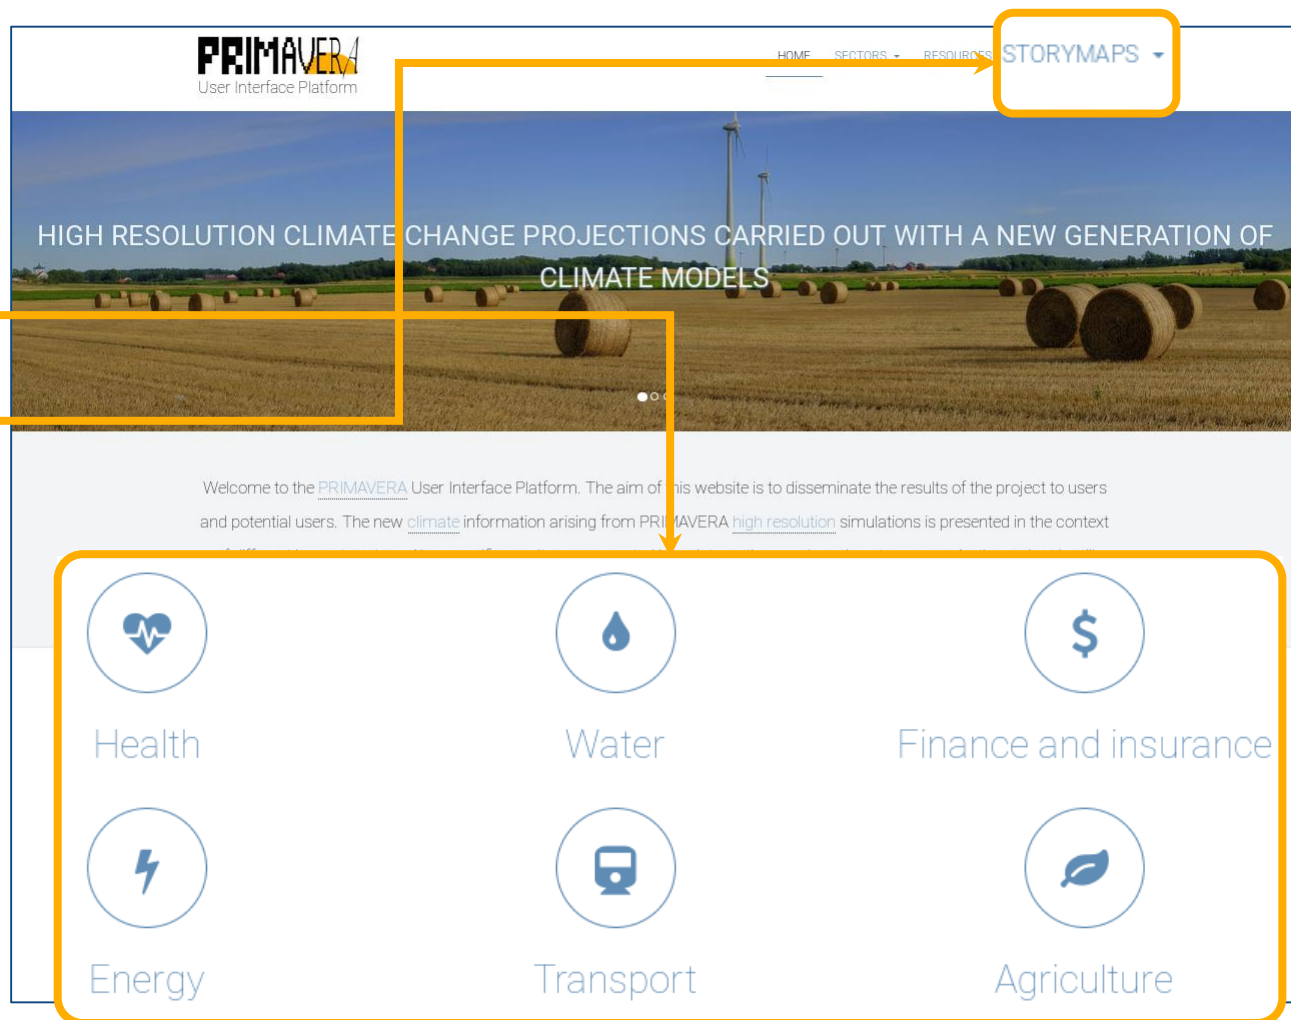 PRIMAVERA
User Interface Platform
HOME SECTORS RESOURCES STORYMAPS
HIGH RESOLUTION CLIMATE CHANGE PROJECTIONS CARRIED OUT WITH A NEW GENERATION OF
CLIMATE MODELS
Welcome to the PRIMAVERA User Interface Platform. The aim of this website is to disseminate the results of the project to users
and potential users. The new climate information arising from PRIMAVERA high resolution simulations is presented in the context
Health
Water
Finance and insurance
Energy
Transport
Agriculture